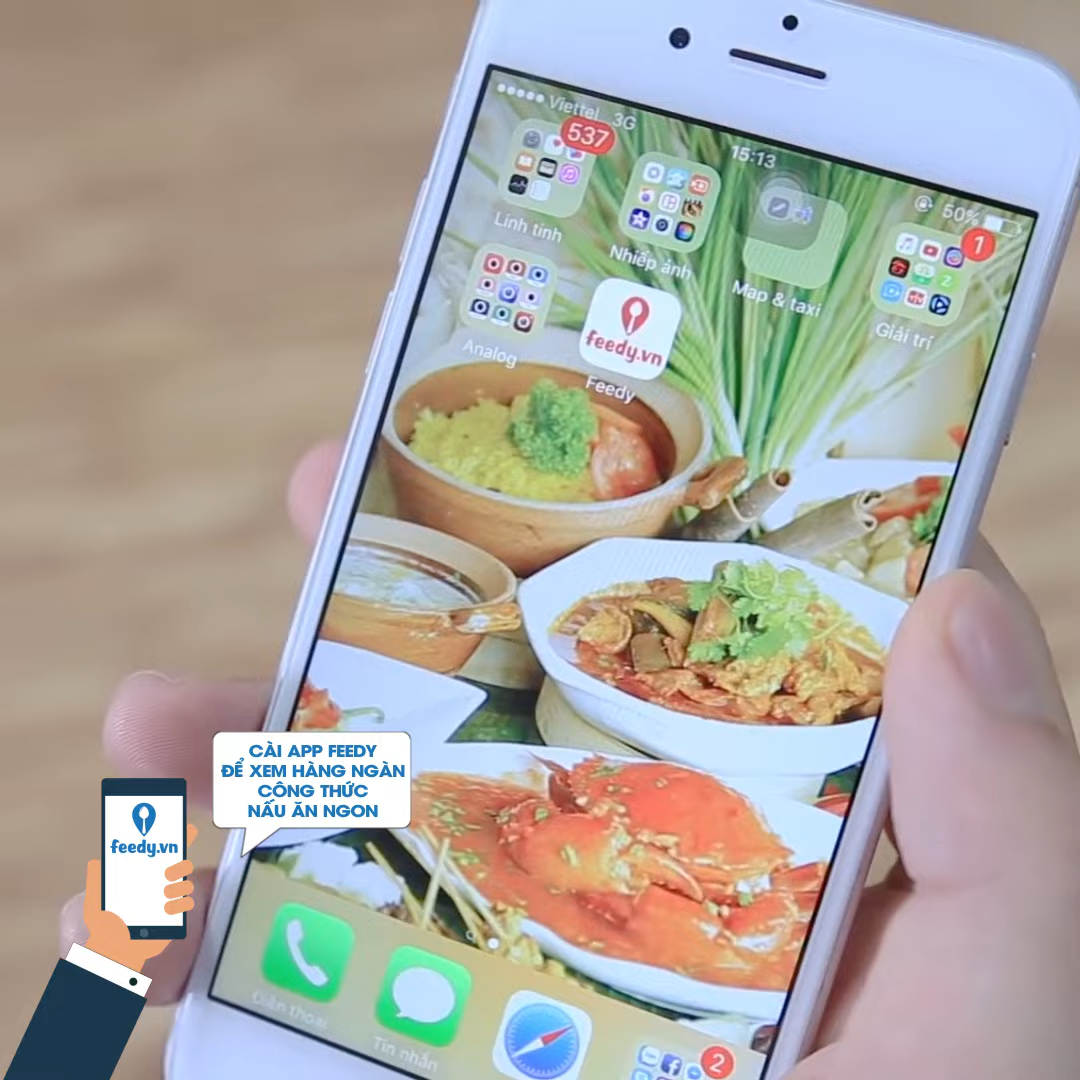 Viettel 3G
15:13
50%
537
1
Linh tinh
Nhiếp ảnh
Map & taxi
Giải trí
Analog
feedy.vn
Feedy
CÀI APP FEEDY
ĐỂ XEM HÀNG NGÀN
CÔNG THỨC
NẤU ĂN NGON
feedy.vn
Điện thoại
Tin nhắn
2